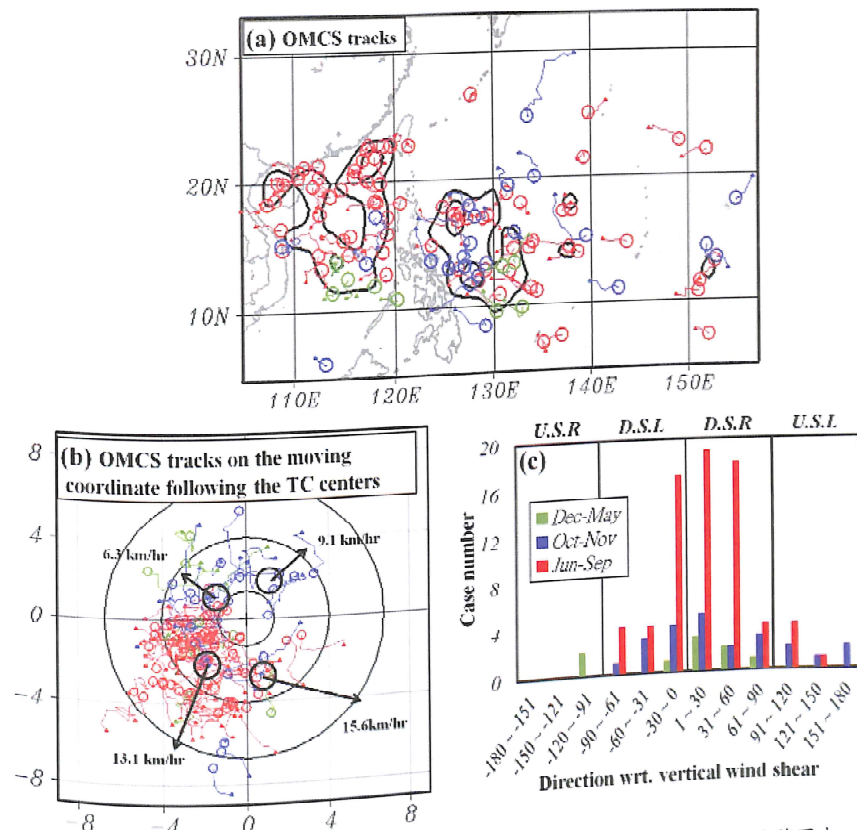 (a) OMCS tracks
30N
20N
10N
110E 120E 130E 140E 150E
(b) OMCS tracks on the moving
coordinate following the TC centers
8
4
0
-4
-8
-8 -4 0 4 8
6.3 km/hr
9.1 km/hr
13.1 km/hr
15.6km/hr
U.S.R D.S.L D.S.R U.S.L
(c)
Case number
20
16
12
8
4
0
Dec-May
Oct-Nov
Jun-Sep
-180 ~ -151
-150 ~ -121
-120 ~ -91
-90 ~ -61
-60 ~ -31
-30 ~ 0
1 ~ 30
31 ~ 60
61 ~ 90
91 ~ 120
121 ~ 150
151 ~ 180
Direction wrt. vertical wind shear